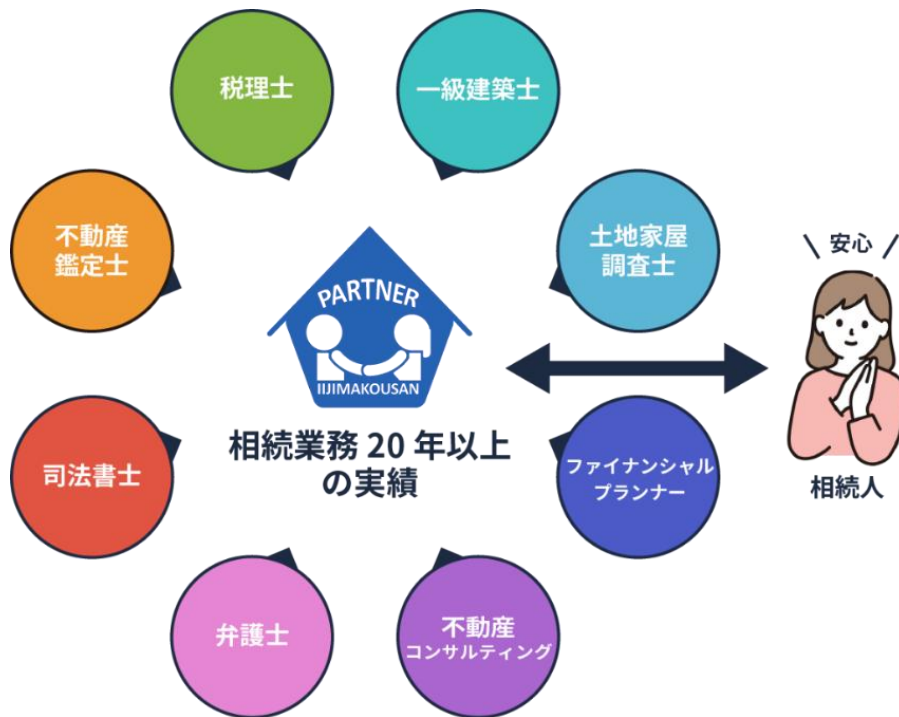 税理士
一級建築士
不動産
鑑定士
土地家屋
調査士
\ 安心 /
PARTNER
IIJIMAKOUSAN
相続業務 20 年以上
の実績
司法書士
ファイナンシャル
プランナー
相続人
弁護士
不動産
コンサルティング